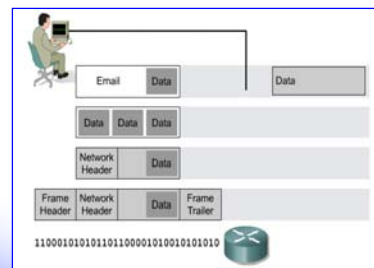 Email Data Data
Data Data Data
Network Header Data
Frame Header Network Header Data Frame Trailer
1100010101011011000010100101010